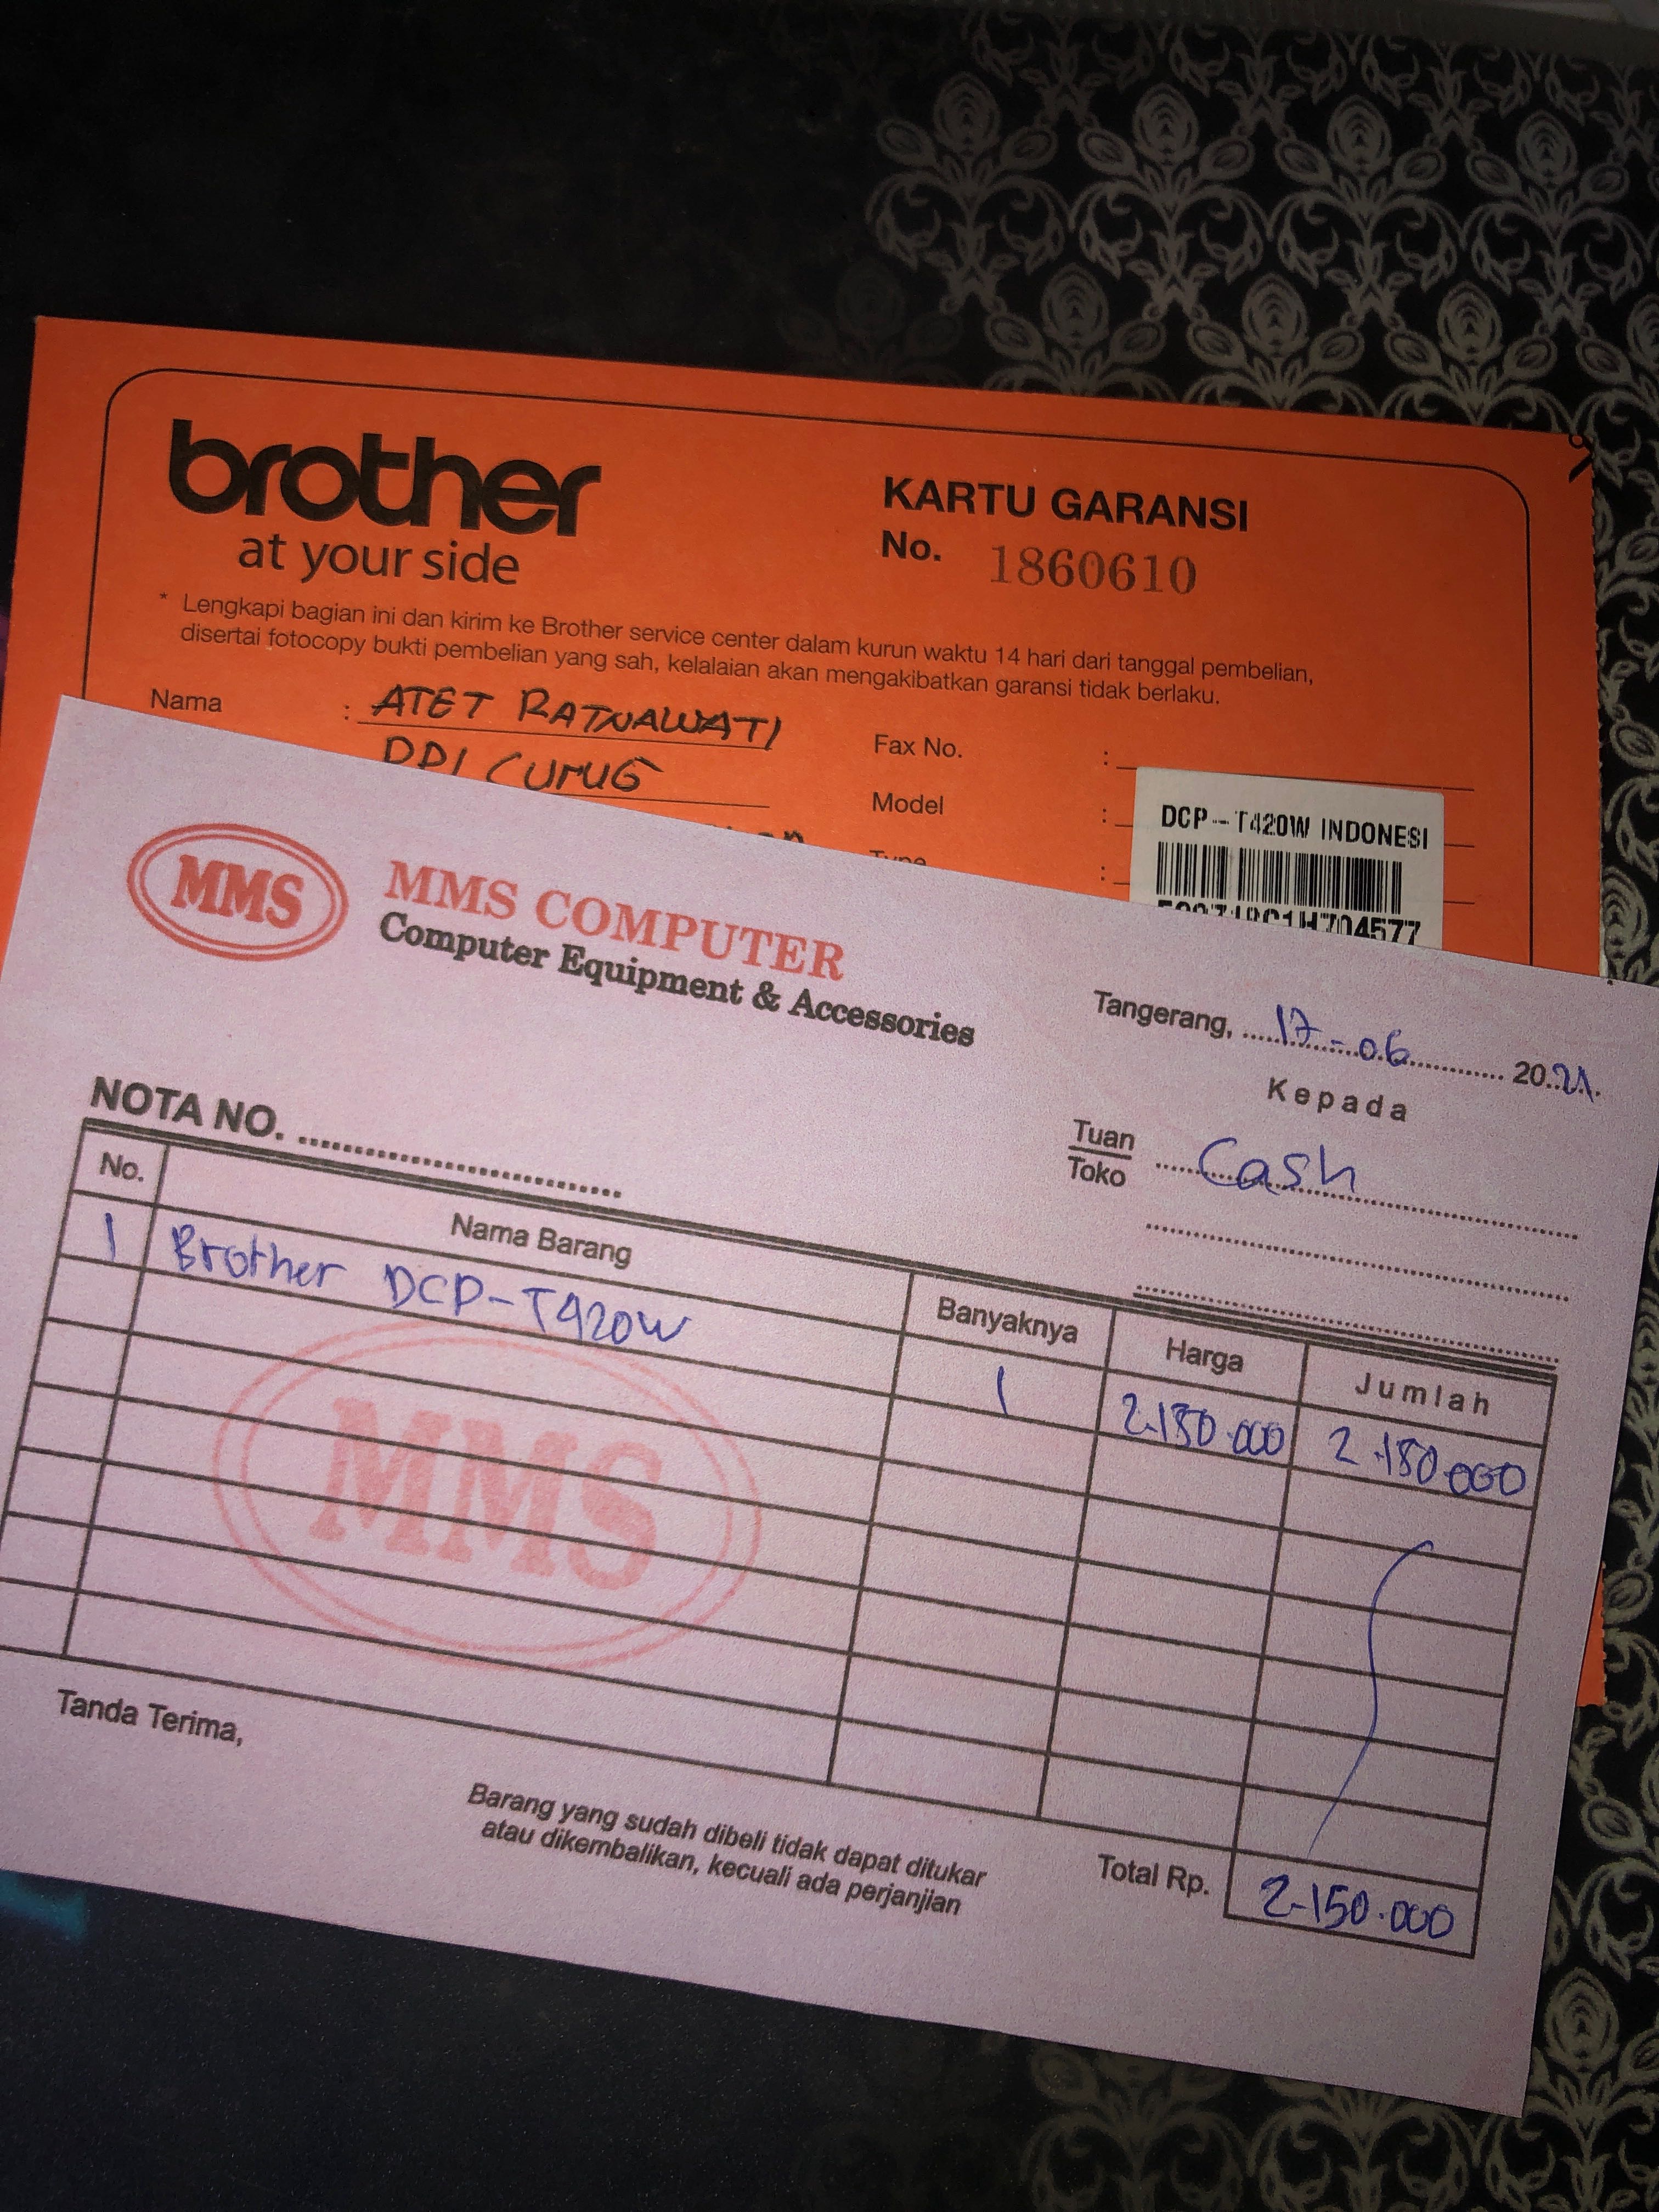 brother
at your side
KARTU GARANSI
No. 1860610
* Lengkapi bagian ini dan kirim ke Brother service center dalam kurun waktu 14 hari dari tanggal pembelian,
disertai fotocopy bukti pembelian yang sah, kelalaian akan mengakibatkan garansi tidak berlaku.
Nama : ATET RATNAWATI
PPI CURUG
Fax No. :
Model :
Type :
DCP-T420W INDONESI
MMS
MMS COMPUTER
Computer Equipment & Accessories
Tangerang, 17-06 2021.
Kepada
Tuan
Toko Cash
NOTA NO.
No. Nama Barang Banyaknya Harga Jumlah
1 Brother DCP-T420W 1 2.150.000 2.150.000
MMS
Tanda Terima,
Barang yang sudah dibeli tidak dapat ditukar
atau dikembalikan, kecuali ada perjanjian
Total Rp. 2.150.000